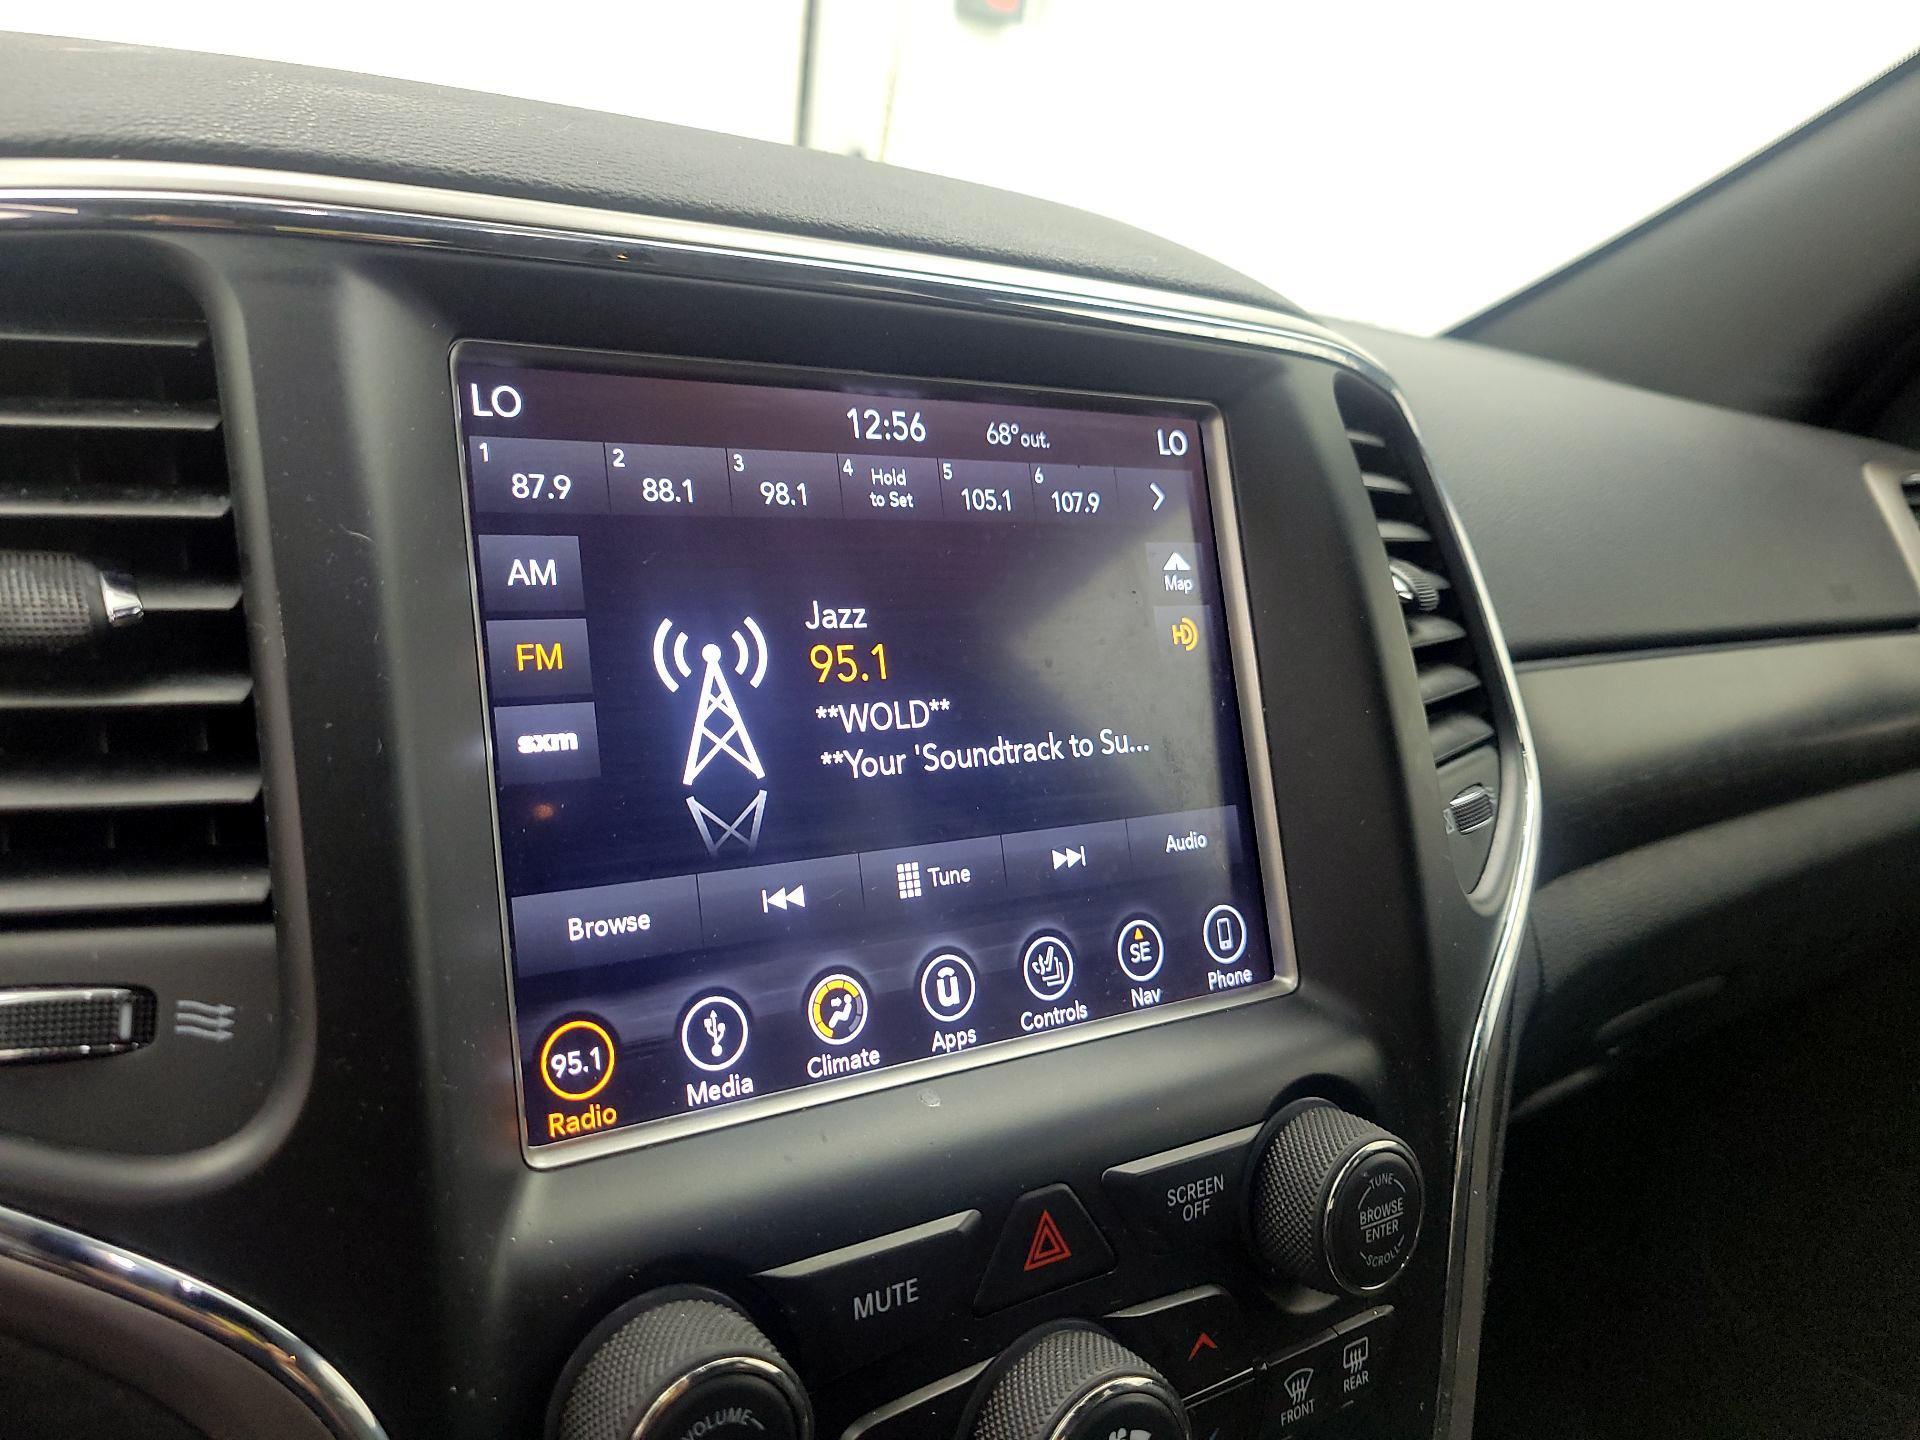 LO 12:56 68° out. LO
1 87.9 2 88.1 3 98.1 4 Hold to Set 5 105.1 6 107.9
AM
Map
Jazz
FM
95.1
HD
**WOLD**
sxm
**Your 'Soundtrack to Su...
Browse Tune Audio
95.1 ū SE
Radio Media Climate Apps Controls Nav Phone
SCREEN OFF
TUNE
BROWSE
ENTER
SCROLL
MUTE
FRONT REAR
VOLUME